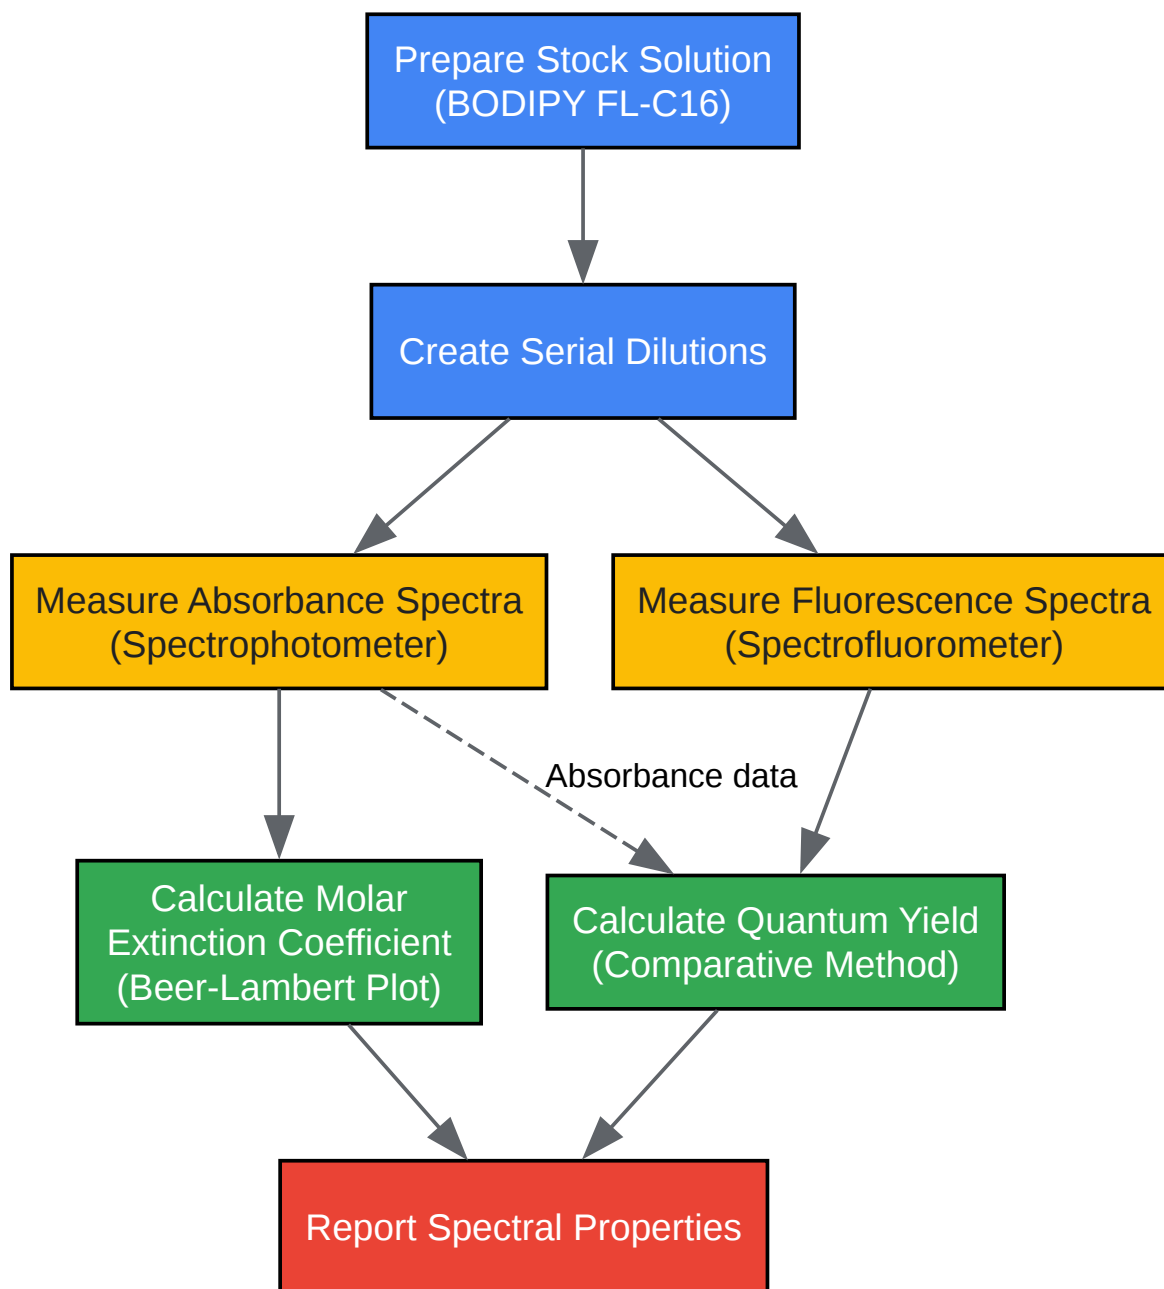 Prepare Stock Solution
(BODIPY FL-C16)
Create Serial Dilutions
Measure Absorbance Spectra
(Spectrophotometer)
Measure Fluorescence Spectra
(Spectrofluorometer)
Absorbance data
Calculate Molar
Extinction Coefficient
(Beer-Lambert Plot)
Calculate Quantum Yield
(Comparative Method)
Report Spectral Properties